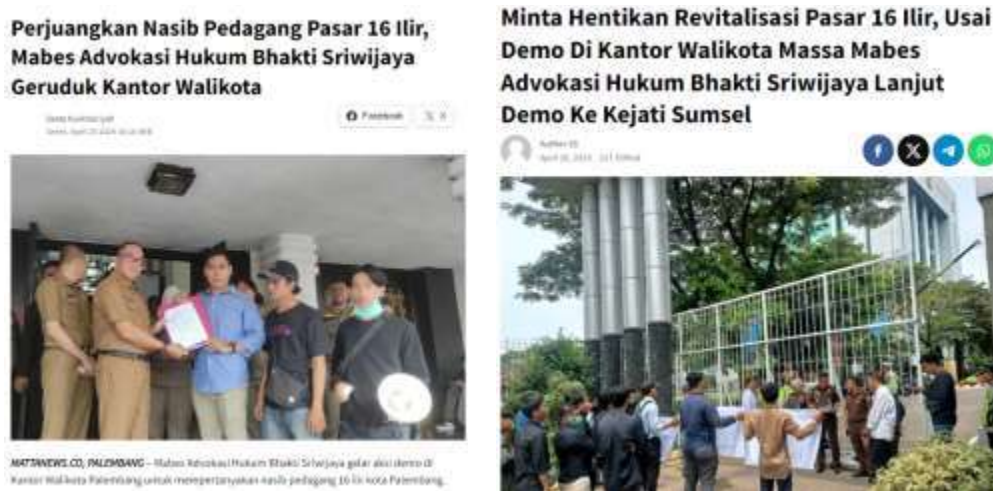 Perjuangkan Nasib Pedagang Pasar 16 Ilir,
Mabes Advokasi Hukum Bhakti Sriwijaya
Geruduk Kantor Walikota
Facebook
X
MATTANEWS.CO, PALEMBANG – Mabes Advokasi Hukum Bhakti Sriwijaya gelar aksi demo di
Kantor Walikota Palembang untuk mempertanyakan nasib pedagang 16 Ilir kota Palembang.
Minta Hentikan Revitalisasi Pasar 16 Ilir, Usai
Demo Di Kantor Walikota Massa Mabes
Advokasi Hukum Bhakti Sriwijaya Lanjut
Demo Ke Kejati Sumsel